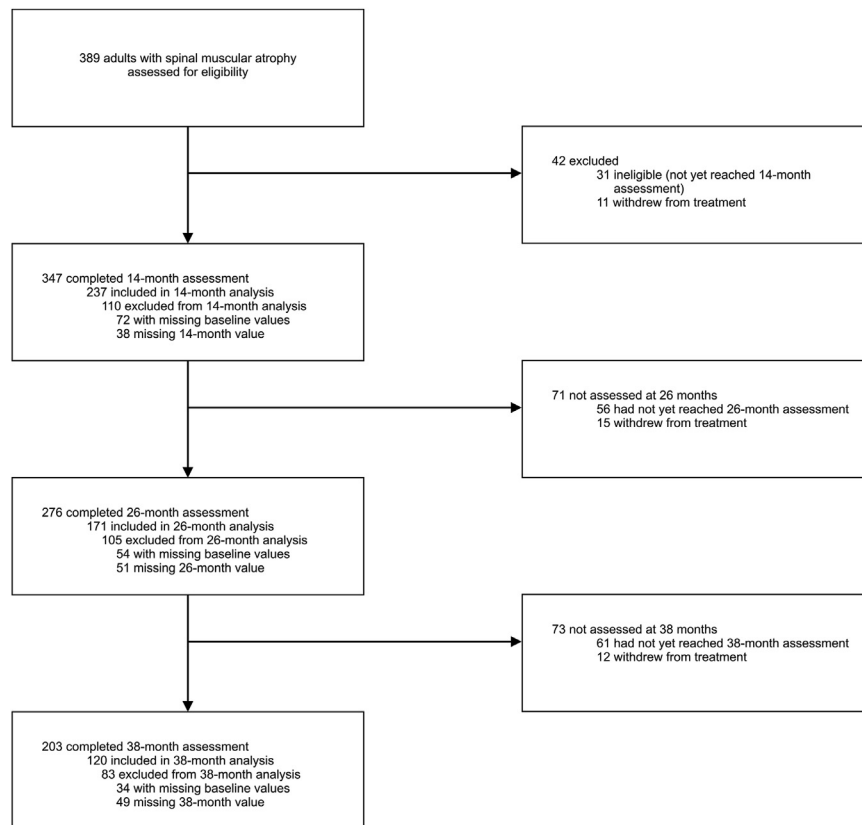 389 adults with spinal muscular atrophy
assessed for eligibility
42 excluded
31 ineligible (not yet reached 14-month
assessment)
11 withdrew from treatment
347 completed 14-month assessment
237 included in 14-month analysis
110 excluded from 14-month analysis
72 with missing baseline values
38 missing 14-month value
71 not assessed at 26 months
56 had not yet reached 26-month assessment
15 withdrew from treatment
276 completed 26-month assessment
171 included in 26-month analysis
105 excluded from 26-month analysis
54 with missing baseline values
51 missing 26-month value
73 not assessed at 38 months
61 had not yet reached 38-month assessment
12 withdrew from treatment
203 completed 38-month assessment
120 included in 38-month analysis
83 excluded from 38-month analysis
34 with missing baseline values
49 missing 38-month value